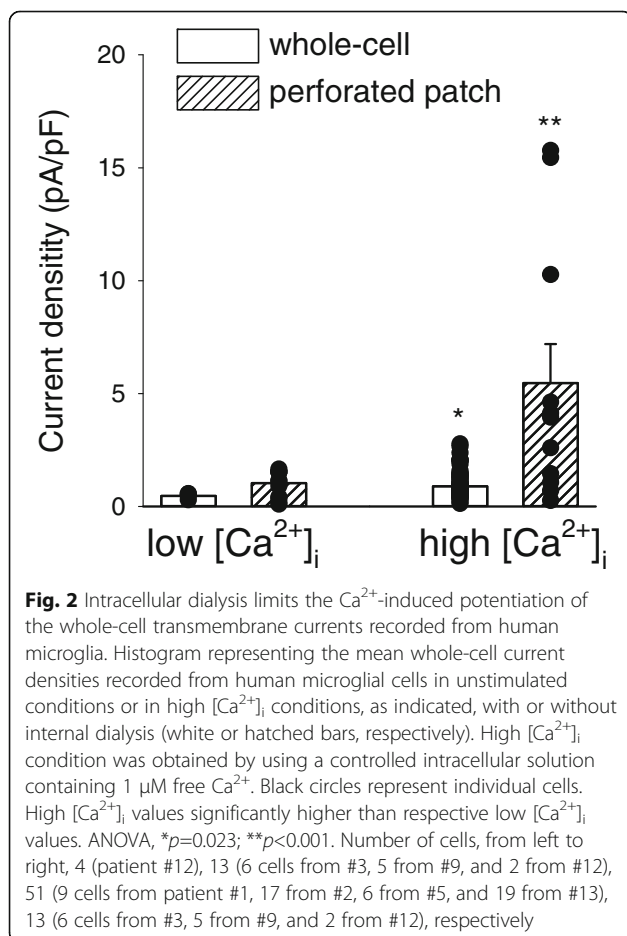 20
whole-cell
perforated patch
**
15
Current densitity (pA/pF)
10
5
*
0
low [Ca²⁺]ᵢ high [Ca²⁺]ᵢ
Fig. 2 Intracellular dialysis limits the Ca²⁺-induced potentiation of
the whole-cell transmembrane currents recorded from human
microglia. Histogram representing the mean whole-cell current
densities recorded from human microglial cells in unstimulated
conditions or in high [Ca²⁺]ᵢ conditions, as indicated, with or without
internal dialysis (white or hatched bars, respectively). High [Ca²⁺]ᵢ
condition was obtained by using a controlled intracellular solution
containing 1 μM free Ca²⁺. Black circles represent individual cells.
High [Ca²⁺]ᵢ values significantly higher than respective low [Ca²⁺]ᵢ
values. ANOVA, *p=0.023; **p<0.001. Number of cells, from left to
right, 4 (patient #12), 13 (6 cells from #3, 5 from #9, and 2 from #12),
51 (9 cells from patient #1, 17 from #2, 6 from #5, and 19 from #13),
13 (6 cells from #3, 5 from #9, and 2 from #12), respectively